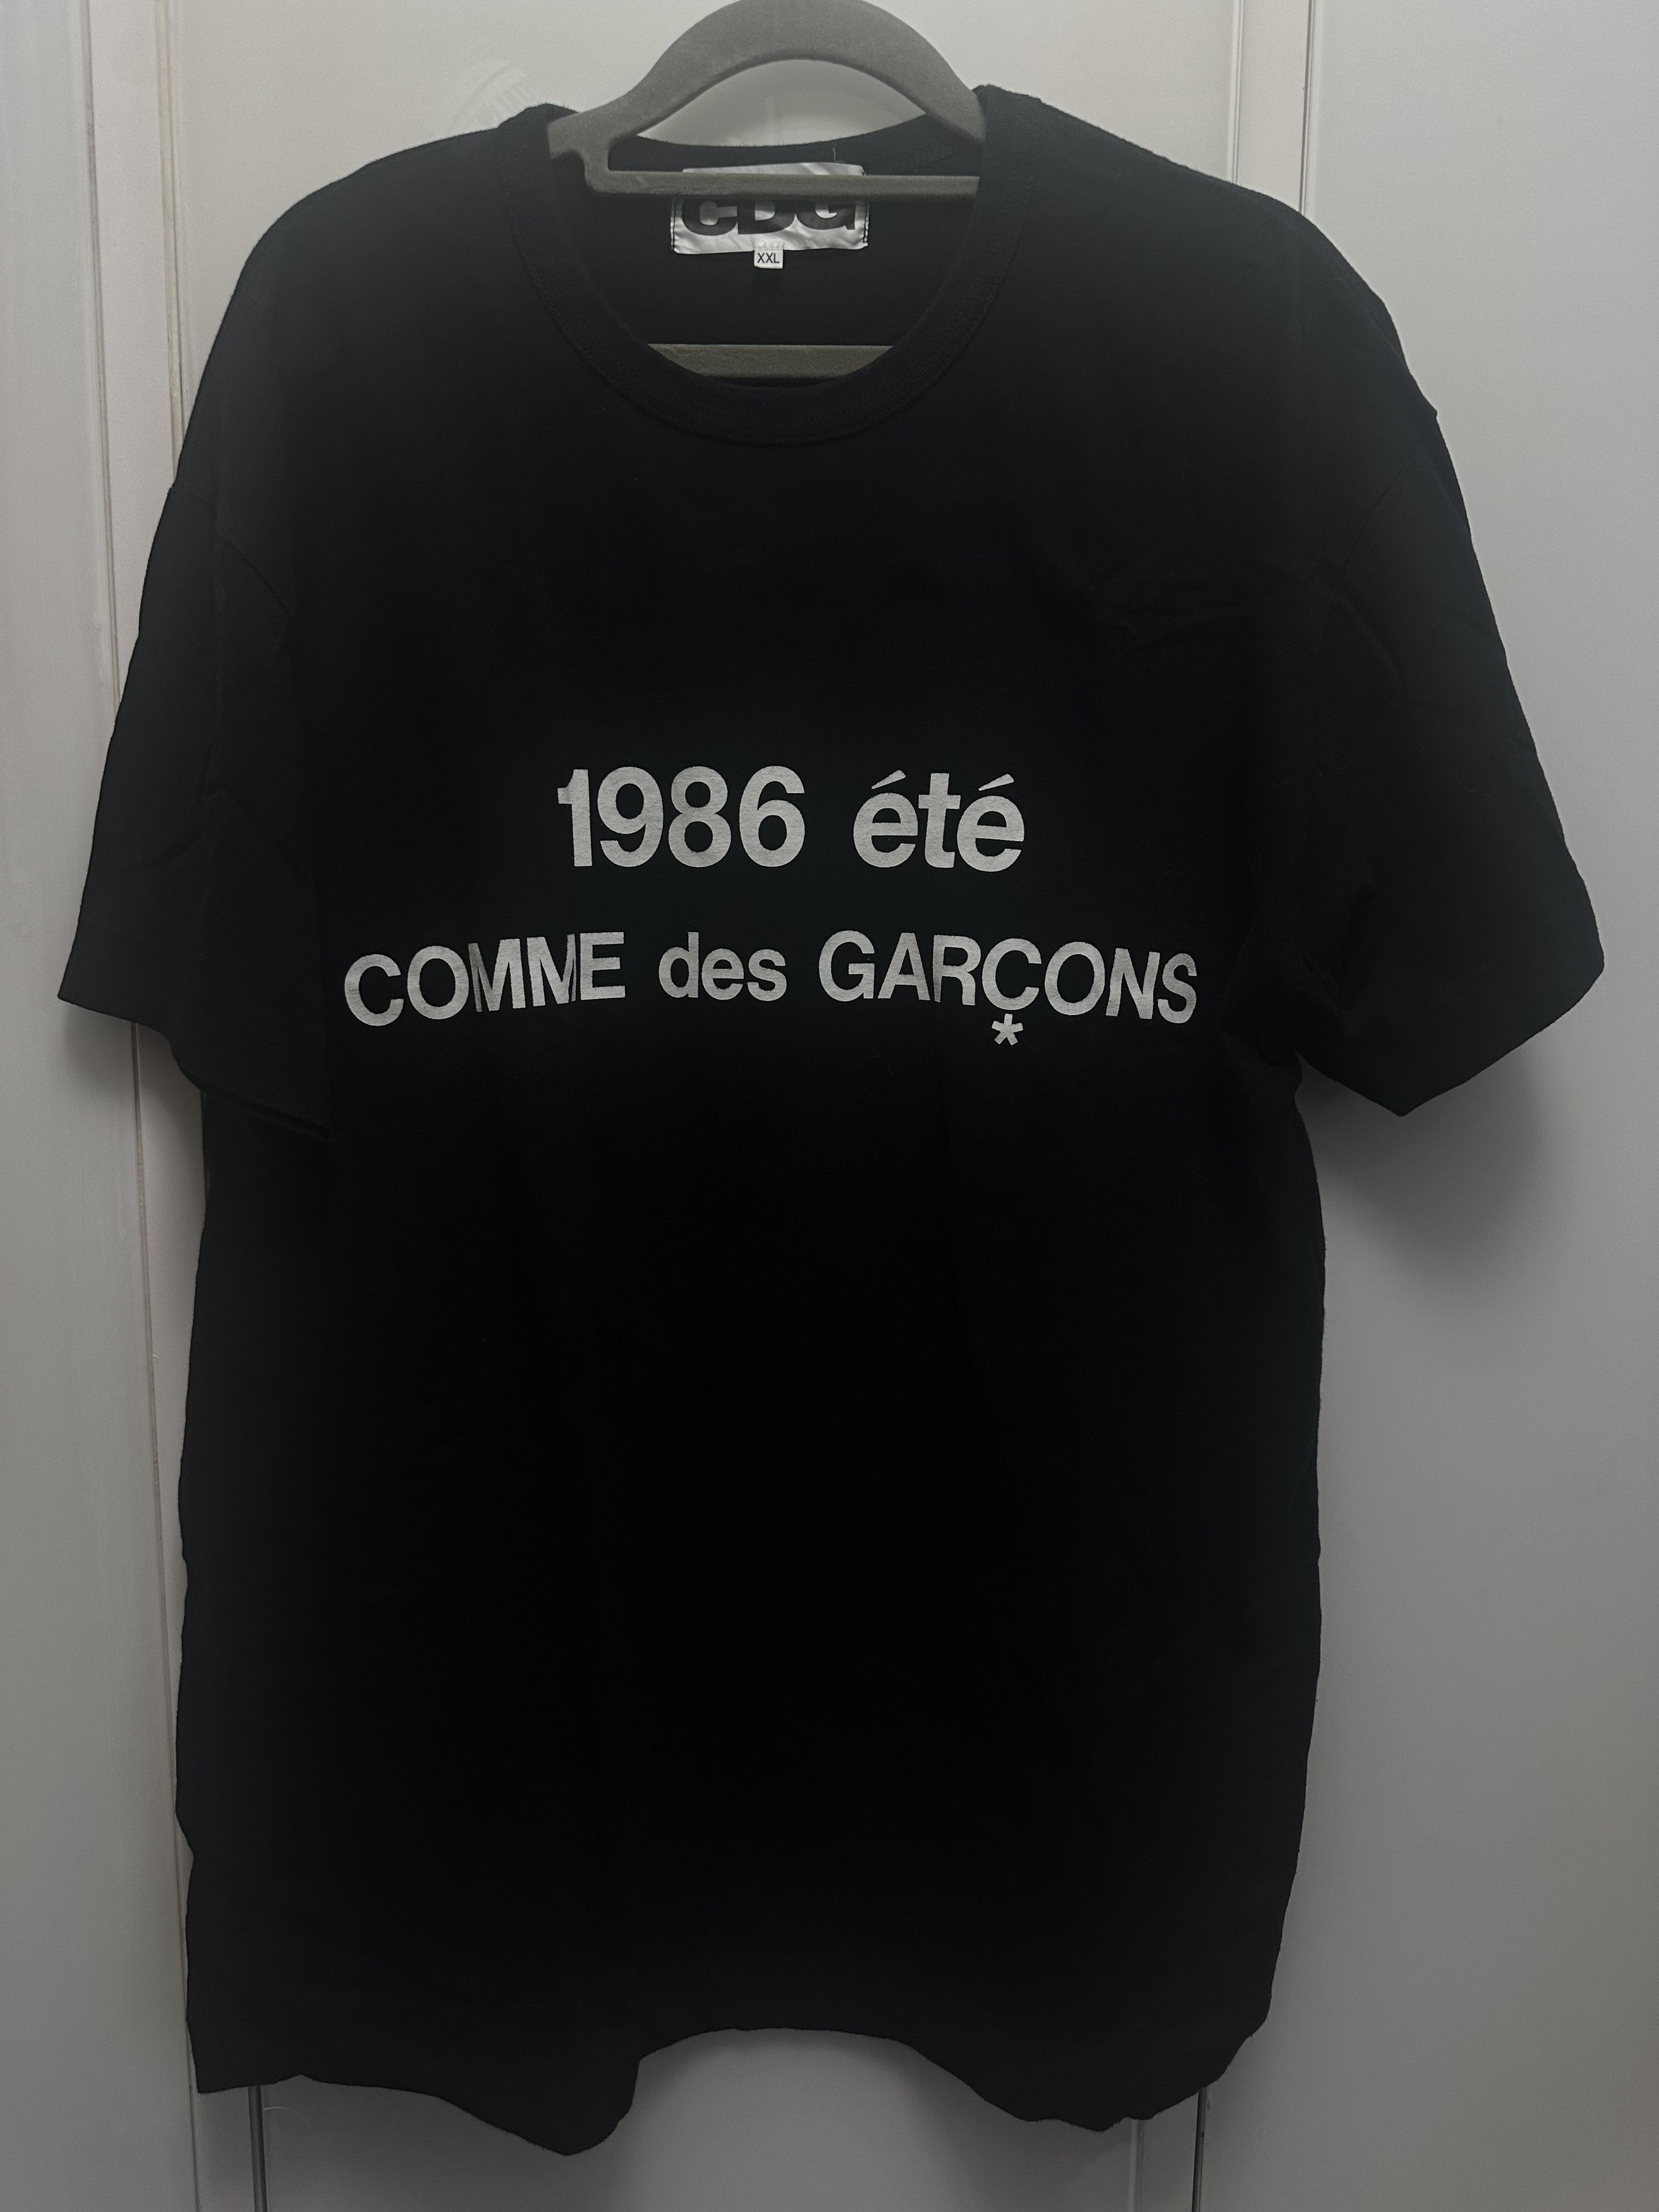 CDG
XXL
1986 été
COMME des GARÇONS
*